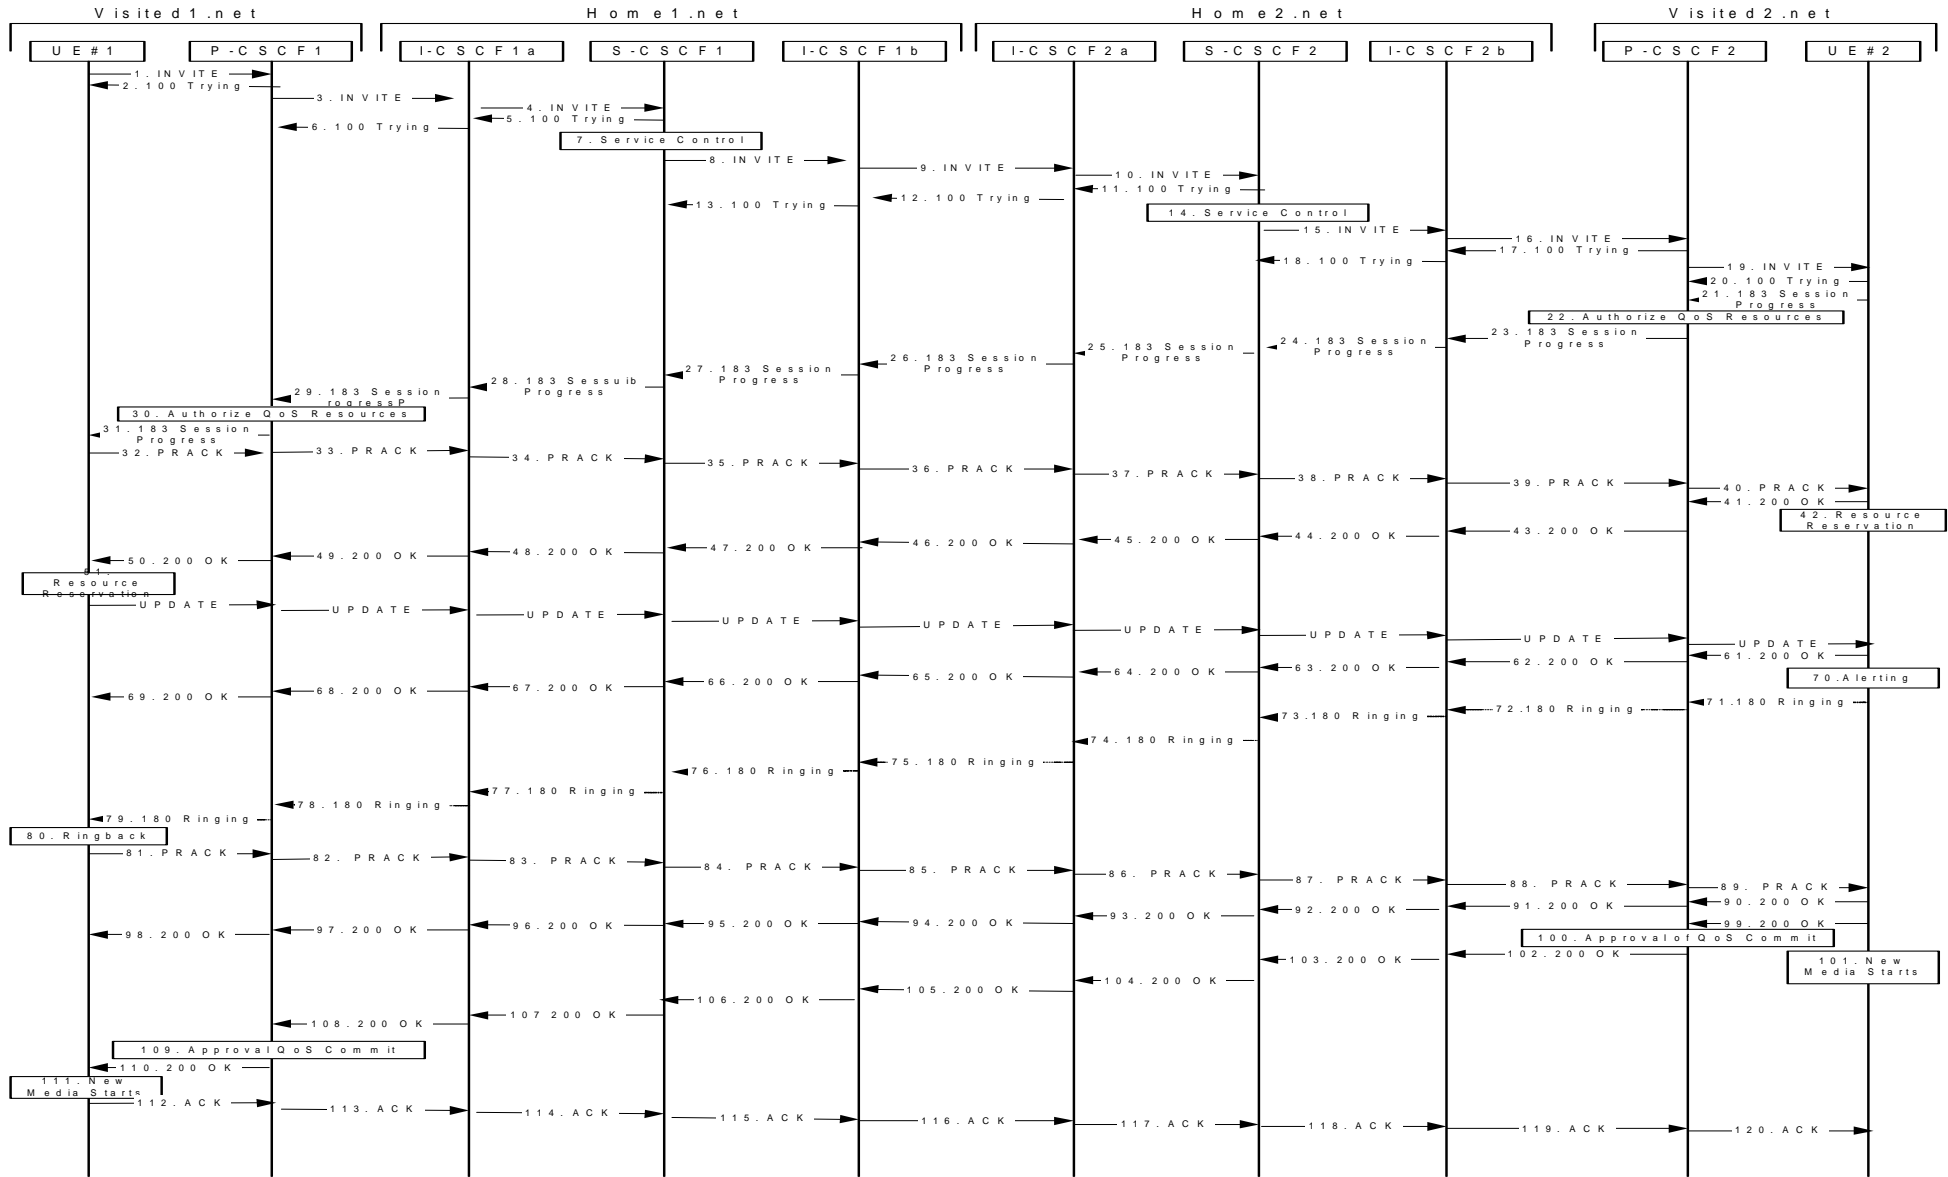 Visited1.net
Home1.net
Home2.net
Visited2.net
UE#1
P-CSCF1
I-CSCF1a
S-CSCF1
I-CSCF1b
I-CSCF2a
S-CSCF2
I-CSCF2b
P-CSCF2
UE#2
1. INVITE
2.100 Trying
3. INVITE
4. INVITE
5.100 Trying
6.100 Trying
7. Service Control
8. INVITE
9. INVITE
10. INVITE
11.100 Trying
12.100 Trying
13.100 Trying
14. Service Control
15. INVITE
16. INVITE
17.100 Trying
18.100 Trying
19. INVITE
20.100 Trying
21.183 Session
Progress
22. Authorize QoS Resources
23.183 Session
Progress
24.183 Session
Progress
25.183 Session
Progress
26.183 Session
Progress
27.183 Session
Progress
28.183 Sessuib
Progress
29.183 Session
rogressP
30. Authorize QoS Resources
31.183 Session
Progress
32. PRACK
33. PRACK
34. PRACK
35. PRACK
36. PRACK
37. PRACK
38. PRACK
39. PRACK
40. PRACK
41.200 OK
42. Resource
Reservation
43.200 OK
44.200 OK
45.200 OK
46.200 OK
47.200 OK
48.200 OK
49.200 OK
50.200 OK
51.
Resource
Reservation
UPDATE
UPDATE
UPDATE
UPDATE
UPDATE
UPDATE
UPDATE
UPDATE
UPDATE
61.200 OK
62.200 OK
63.200 OK
64.200 OK
65.200 OK
66.200 OK
67.200 OK
68.200 OK
69.200 OK
70.Alerting
71.180 Ringing
72.180 Ringing
73.180 Ringing
74.180 Ringing
75.180 Ringing
76.180 Ringing
77.180 Ringing
78.180 Ringing
79.180 Ringing
80. Ringback
81. PRACK
82. PRACK
83. PRACK
84. PRACK
85. PRACK
86. PRACK
87. PRACK
88. PRACK
89. PRACK
90.200 OK
91.200 OK
92.200 OK
93.200 OK
94.200 OK
95.200 OK
96.200 OK
97.200 OK
98.200 OK
99.200 OK
100. Approval of QoS Commit
101. New
Media Starts
102.200 OK
103.200 OK
104.200 OK
105.200 OK
106.200 OK
107 200 OK
108.200 OK
109. Approval QoS Commit
110.200 OK
111. New
Media Starts
112. ACK
113. ACK
114. ACK
115. ACK
116. ACK
117. ACK
118. ACK
119. ACK
120. ACK